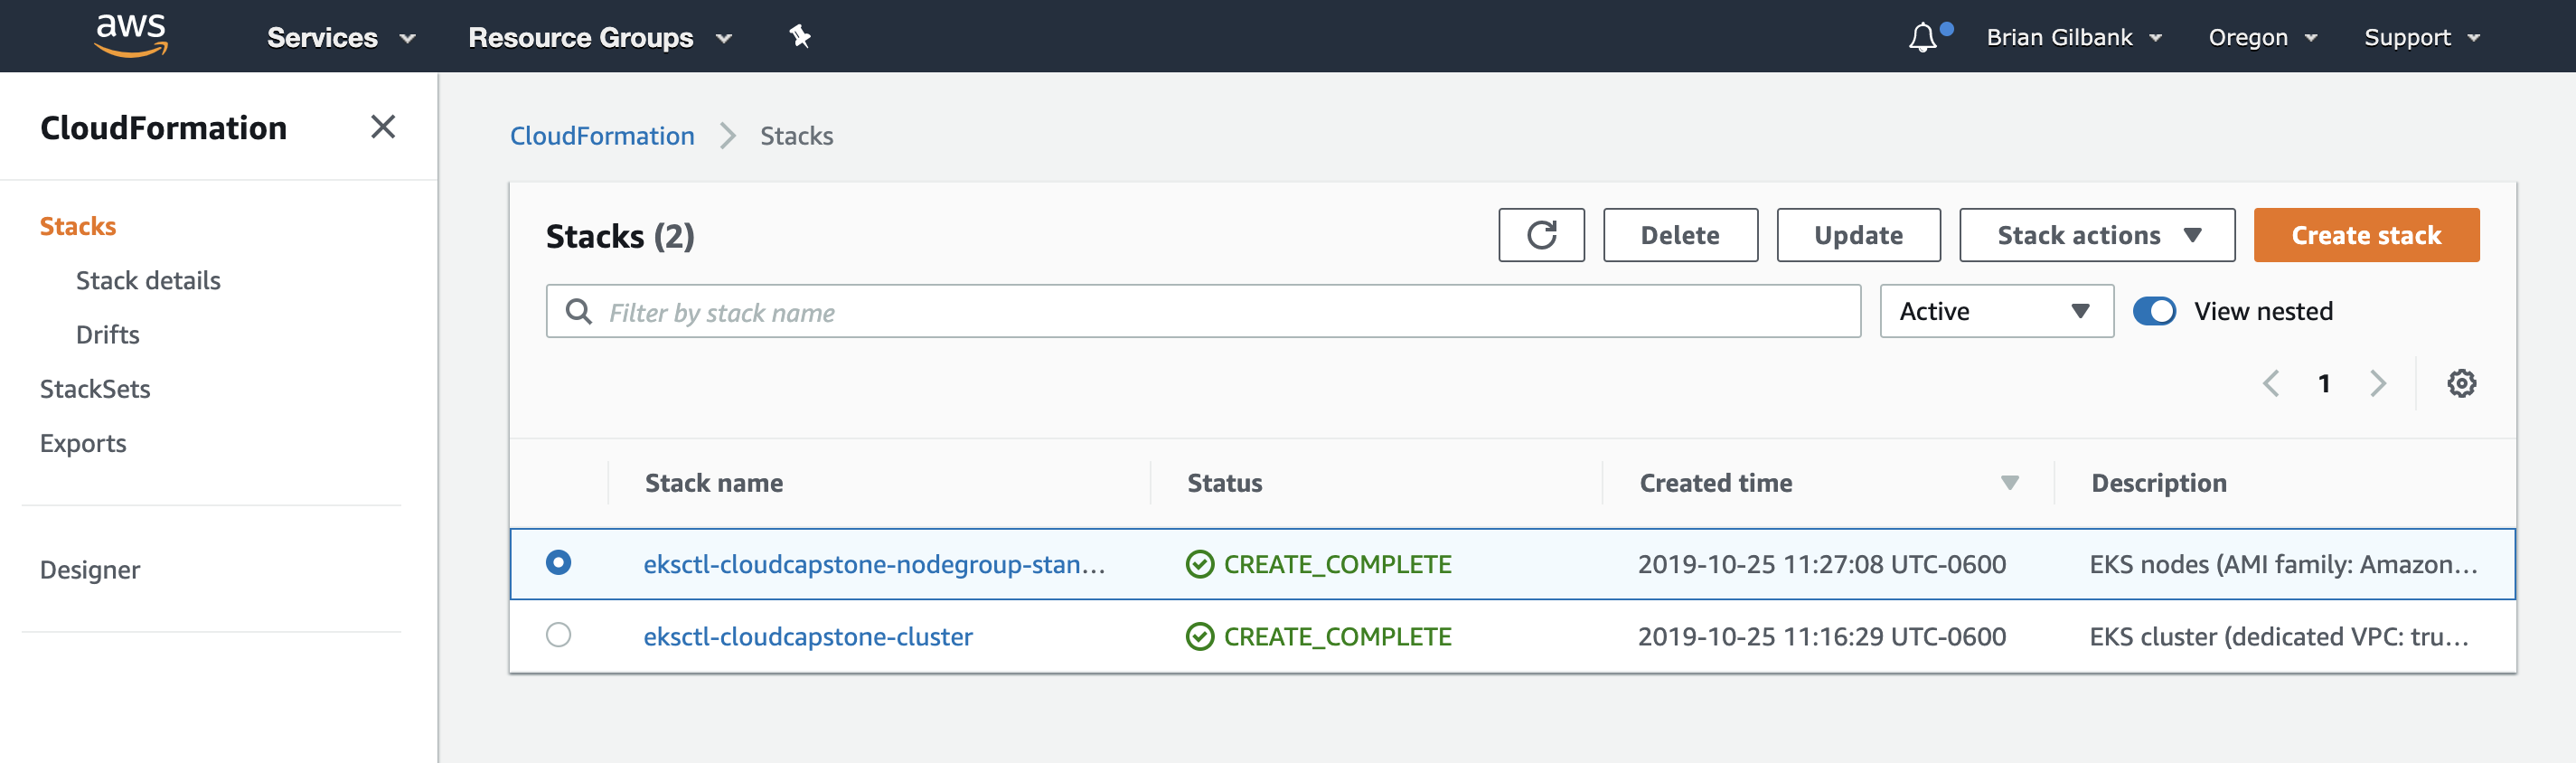 aws Services Resource Groups Brian Gilbank Oregon Support
CloudFormation
Stacks
Stack details
Drifts
StackSets
Exports
Designer
CloudFormation Stacks
Stacks (2) Delete Update Stack actions Create stack
Filter by stack name Active View nested
1
Stack name Status Created time Description
eksctl-cloudcapstone-nodegroup-stan... CREATE_COMPLETE 2019-10-25 11:27:08 UTC-0600 EKS nodes (AMI family: Amazon...
eksctl-cloudcapstone-cluster CREATE_COMPLETE 2019-10-25 11:16:29 UTC-0600 EKS cluster (dedicated VPC: tru...